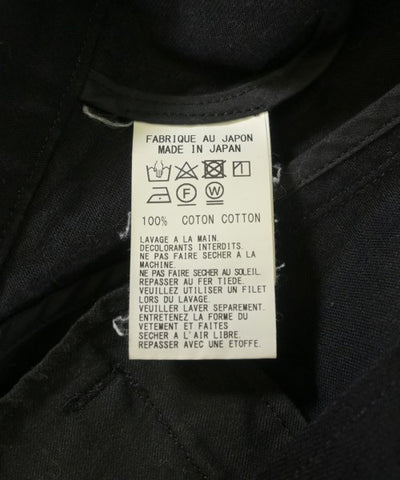 FABRIQUE AU JAPON
MADE IN JAPAN
F W
100% COTON COTTON
LAVAGE A LA MAIN.
DECOLORANTS INTERDITS.
NE PAS FAIRE SECHER A LA
MACHINE.
NE PAS FAIRE SECHER AU SOLEIL.
REPASSER AU FER TIEDE.
VEUILLEZ UTILISER UN FILET
LORS DU LAVAGE.
VEUILLER LAVER SEPAREMENT.
ENTRETENEZ LA FORME DU
VETEMENT ET FAITES
SECHER A L'AIR LIBRE.
REPASSER AVEC UNE ETOFFE.